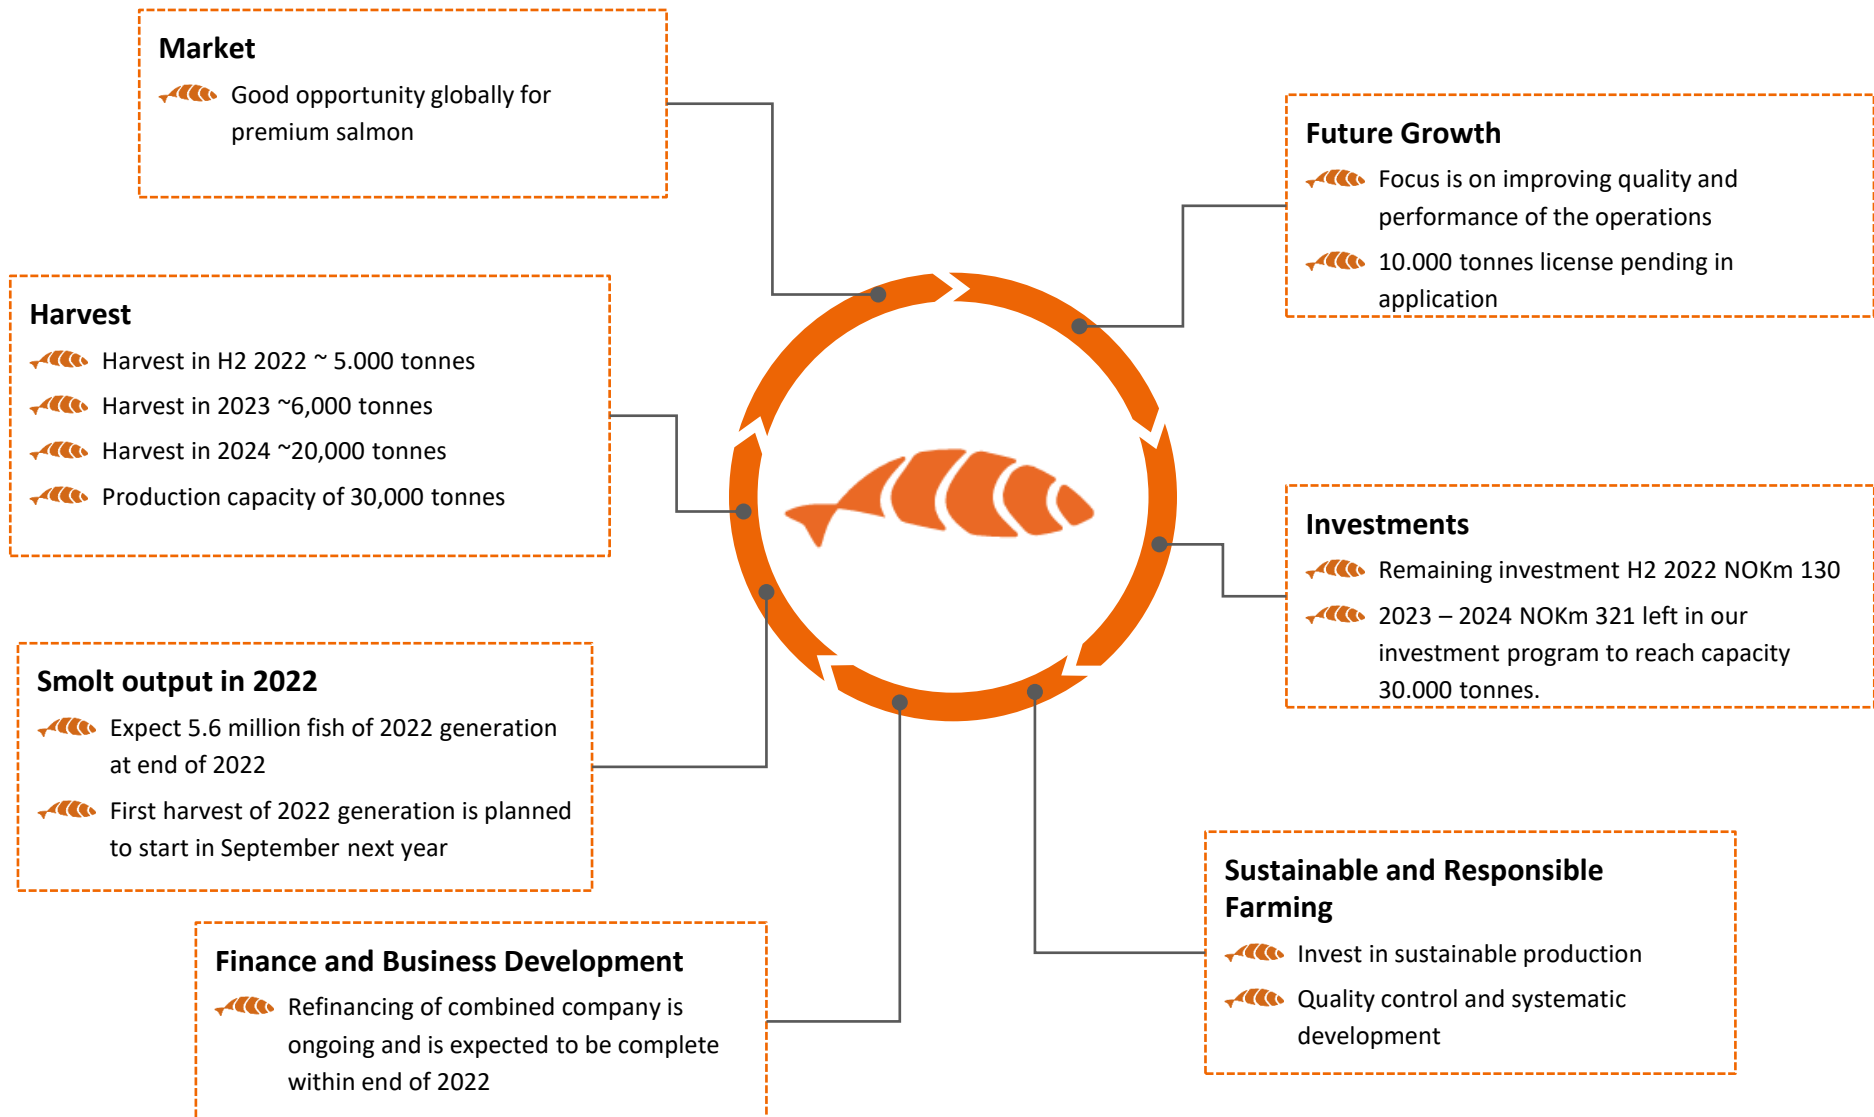 Market
Good opportunity globally for
premium salmon
Future Growth
Focus is on improving quality and
performance of the operations
10.000 tonnes license pending in
application
Harvest
Harvest in H2 2022 ~ 5.000 tonnes
Harvest in 2023 ~6,000 tonnes
Harvest in 2024 ~20,000 tonnes
Production capacity of 30,000 tonnes
Investments
Remaining investment H2 2022 NOKm 130
2023 – 2024 NOKm 321 left in our
investment program to reach capacity
30.000 tonnes.
Smolt output in 2022
Expect 5.6 million fish of 2022 generation
at end of 2022
First harvest of 2022 generation is planned
to start in September next year
Sustainable and Responsible
Farming
Invest in sustainable production
Quality control and systematic
development
Finance and Business Development
Refinancing of combined company is
ongoing and is expected to be complete
within end of 2022